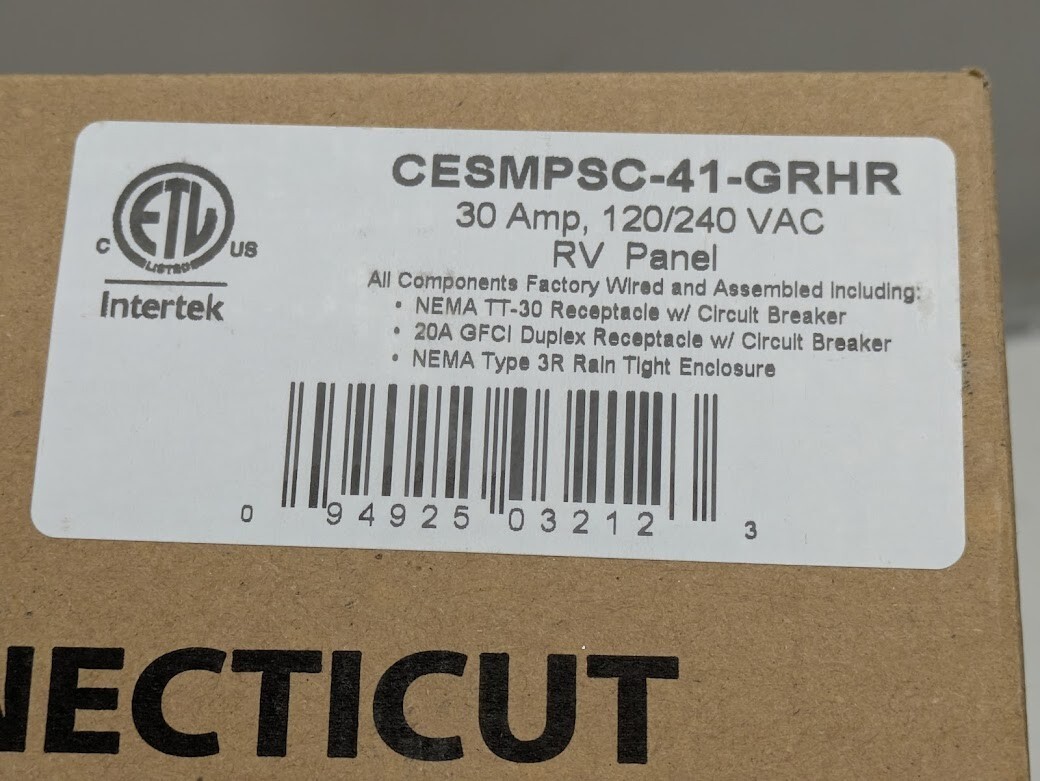 CESMPSC-41-GRHR
30 Amp, 120/240 VAC
RV Panel
All Components Factory Wired and Assembled Including:
• NEMA TT-30 Receptacle w/ Circuit Breaker
• 20A GFCI Duplex Receptacle w/ Circuit Breaker
• NEMA Type 3R Rain Tight Enclosure
ETL
C US
LISTED
Intertek
0 94925 03212 3
NECTICUT